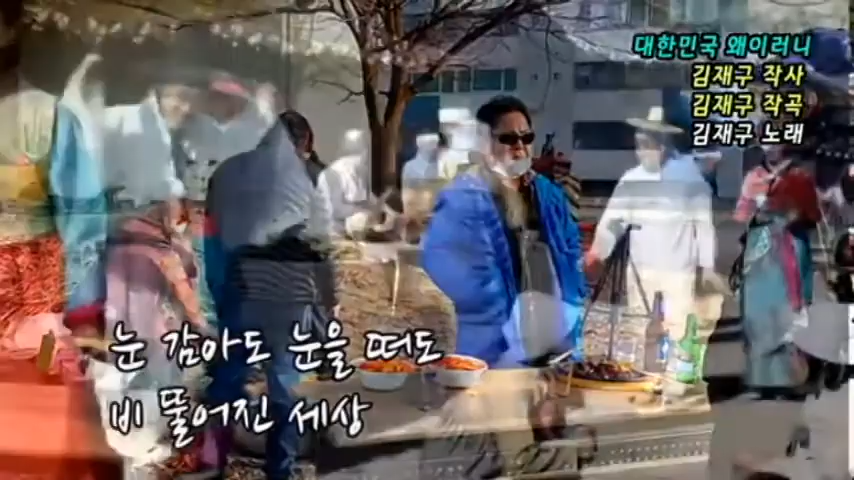 대한민국 왜이러니
김재구 작사
김재구 작곡
김재구 노래
눈 감아도 눈을 떠도
비 뚤어진 세상